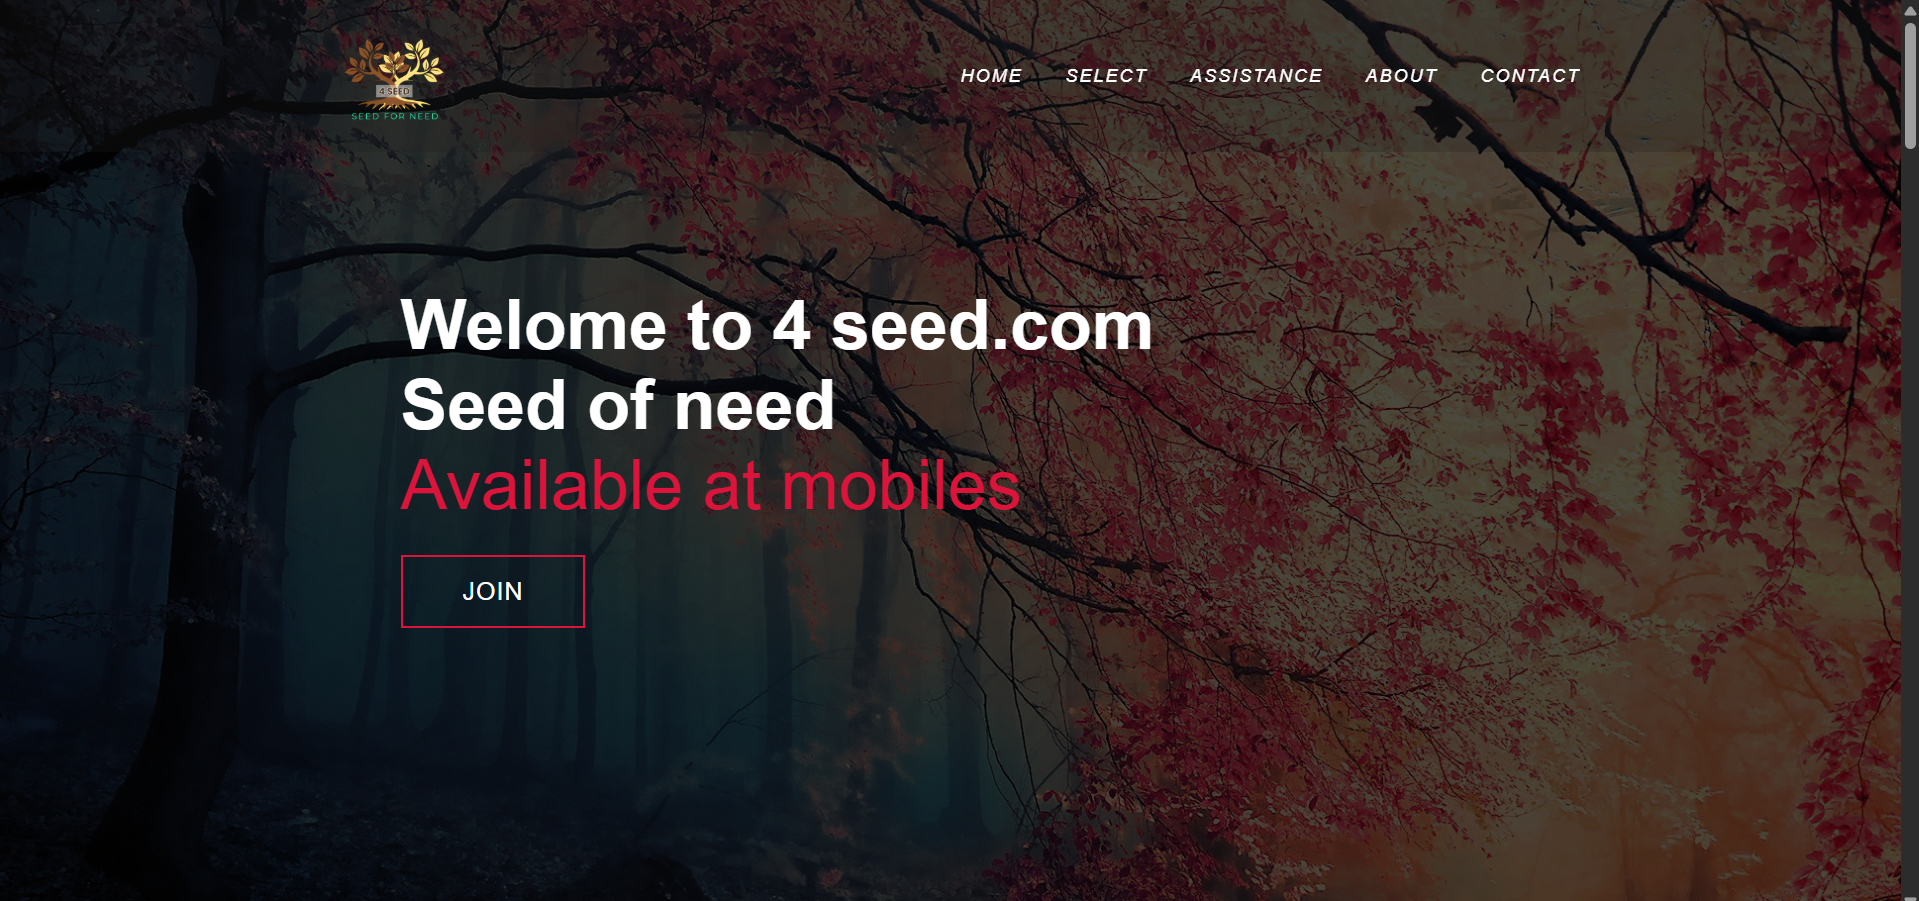 4 SEED
SEED FOR NEED
HOME SELECT ASSISTANCE ABOUT CONTACT
Welome to 4 seed.com
Seed of need
Available at mobiles
JOIN